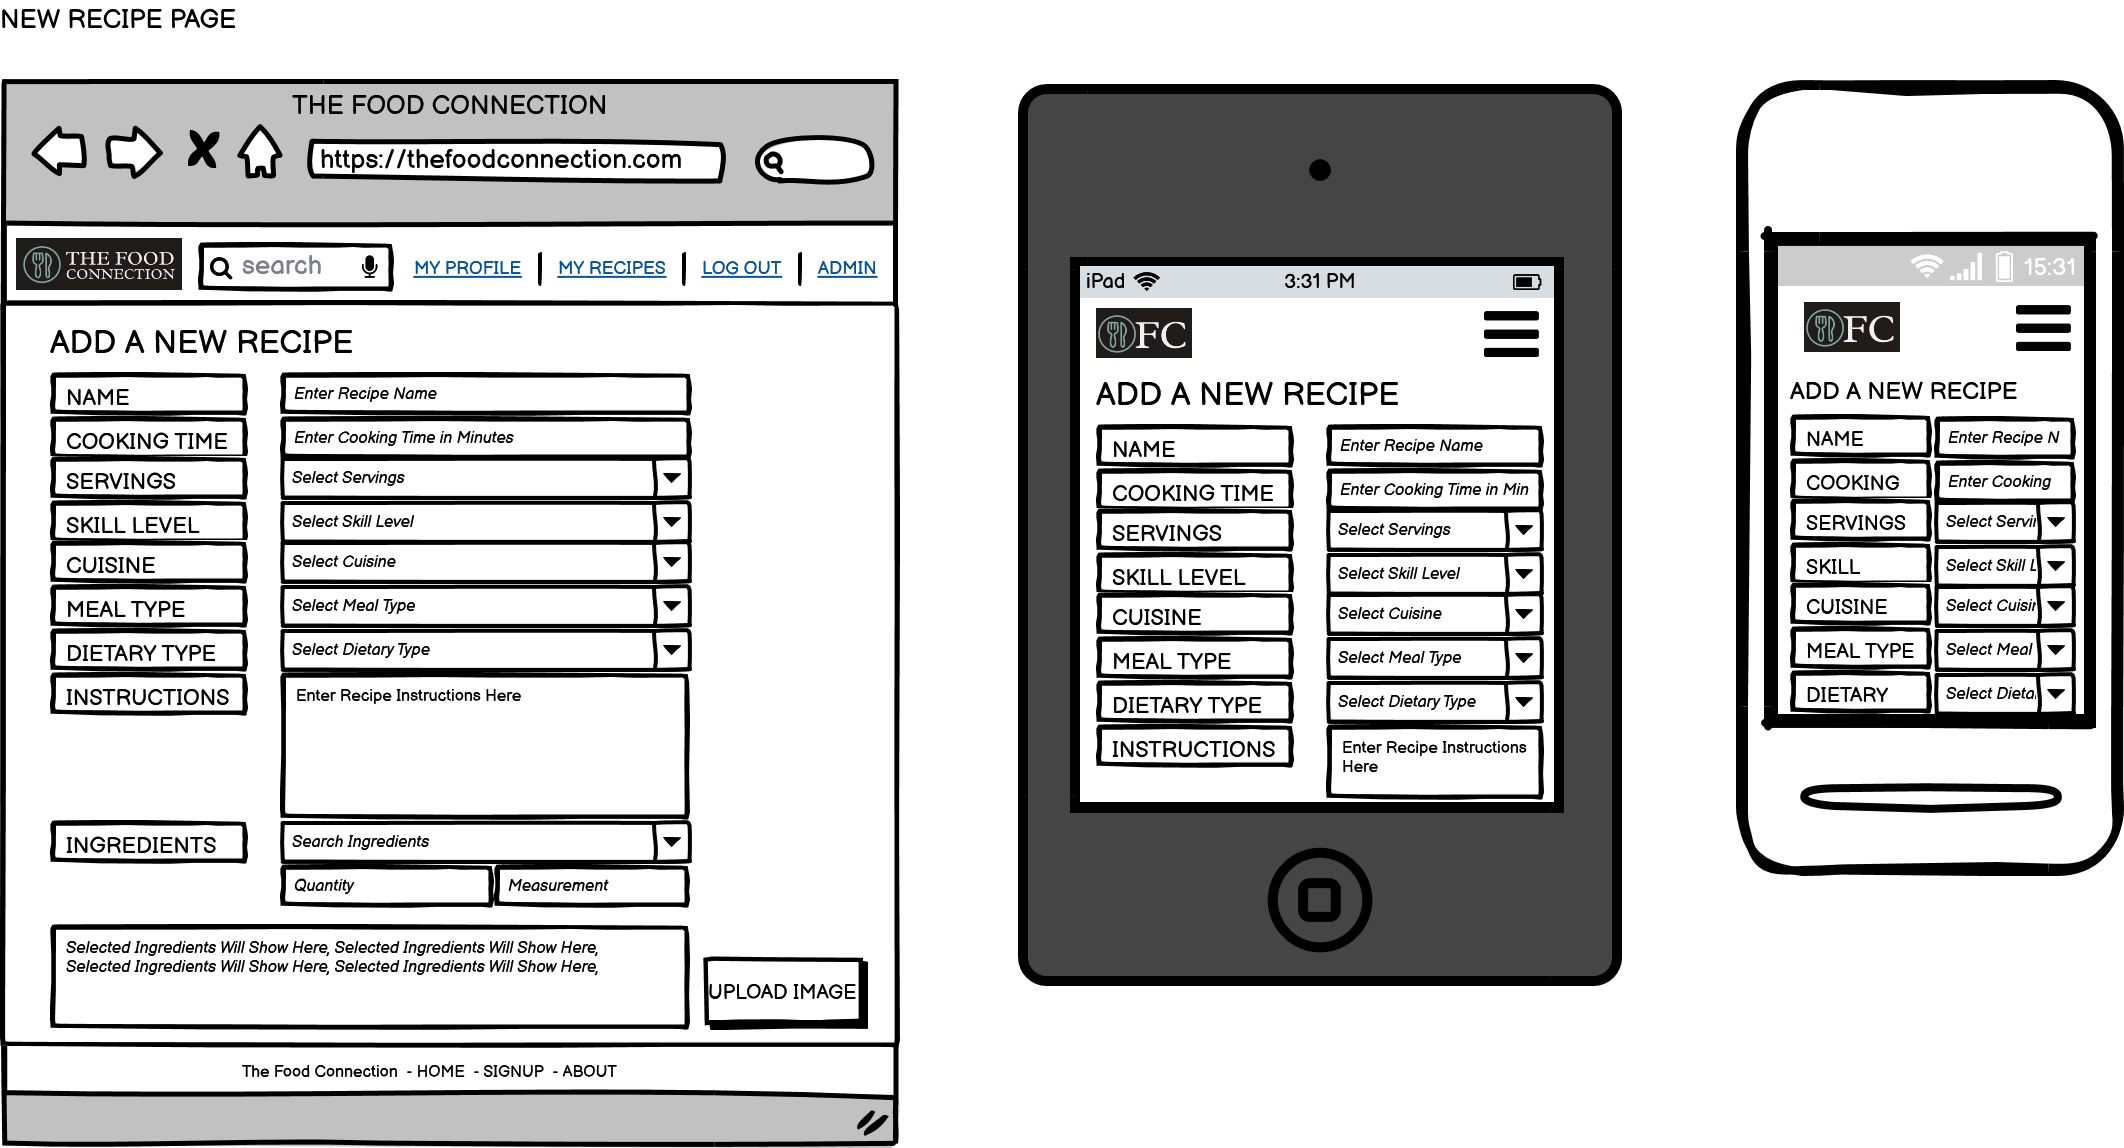 NEW RECIPE PAGE
THE FOOD CONNECTION
https://thefoodconnection.com
THE FOOD
CONNECTION
search
MY PROFILE
MY RECIPES
LOG OUT
ADMIN
ADD A NEW RECIPE
NAME
Enter Recipe Name
COOKING TIME
Enter Cooking Time in Minutes
SERVINGS
Select Servings
SKILL LEVEL
Select Skill Level
CUISINE
Select Cuisine
MEAL TYPE
Select Meal Type
DIETARY TYPE
Select Dietary Type
INSTRUCTIONS
Enter Recipe Instructions Here
INGREDIENTS
Search Ingredients
Quantity
Measurement
Selected Ingredients Will Show Here, Selected Ingredients Will Show Here,
Selected Ingredients Will Show Here, Selected Ingredients Will Show Here,
UPLOAD IMAGE
The Food Connection - HOME - SIGNUP - ABOUT
iPad
3:31 PM
FC
ADD A NEW RECIPE
NAME
Enter Recipe Name
COOKING TIME
Enter Cooking Time in Min
SERVINGS
Select Servings
SKILL LEVEL
Select Skill Level
CUISINE
Select Cuisine
MEAL TYPE
Select Meal Type
DIETARY TYPE
Select Dietary Type
INSTRUCTIONS
Enter Recipe Instructions
Here
15:31
FC
ADD A NEW RECIPE
NAME
Enter Recipe N
COOKING
Enter Cooking
SERVINGS
Select Servin
SKILL
Select Skill L
CUISINE
Select Cuisin
MEAL TYPE
Select Meal
DIETARY
Select Dieta